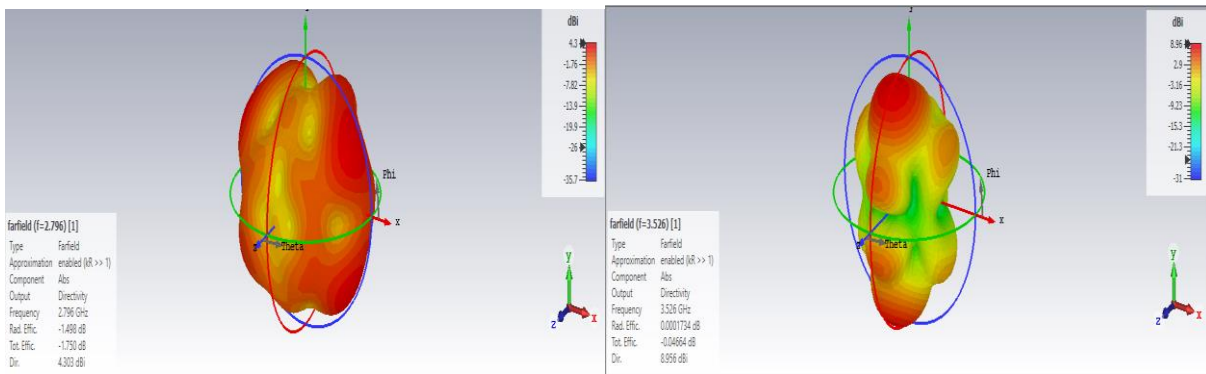 dBi
4.3
-1.76
-7.82
-13.9
-19.9
-26
-35.7
Phi
x
Theta
y
z
x
farfield (f=2.796) [1]
Type Farfield
Approximation enabled (kR >> 1)
Component Abs
Output Directivity
Frequency 2.796 GHz
Rad. Effic. -1.498 dB
Tot. Effic. -1.750 dB
Dir. 4.303 dBi
dBi
8.96
2.9
-3.16
-9.23
-15.3
-21.3
-31
Phi
x
Theta
y
z
x
farfield (f=3.526) [1]
Type Farfield
Approximation enabled (kR >> 1)
Component Abs
Output Directivity
Frequency 3.526 GHz
Rad. Effic. 0.0001734 dB
Tot. Effic. -0.04664 dB
Dir. 8.956 dBi